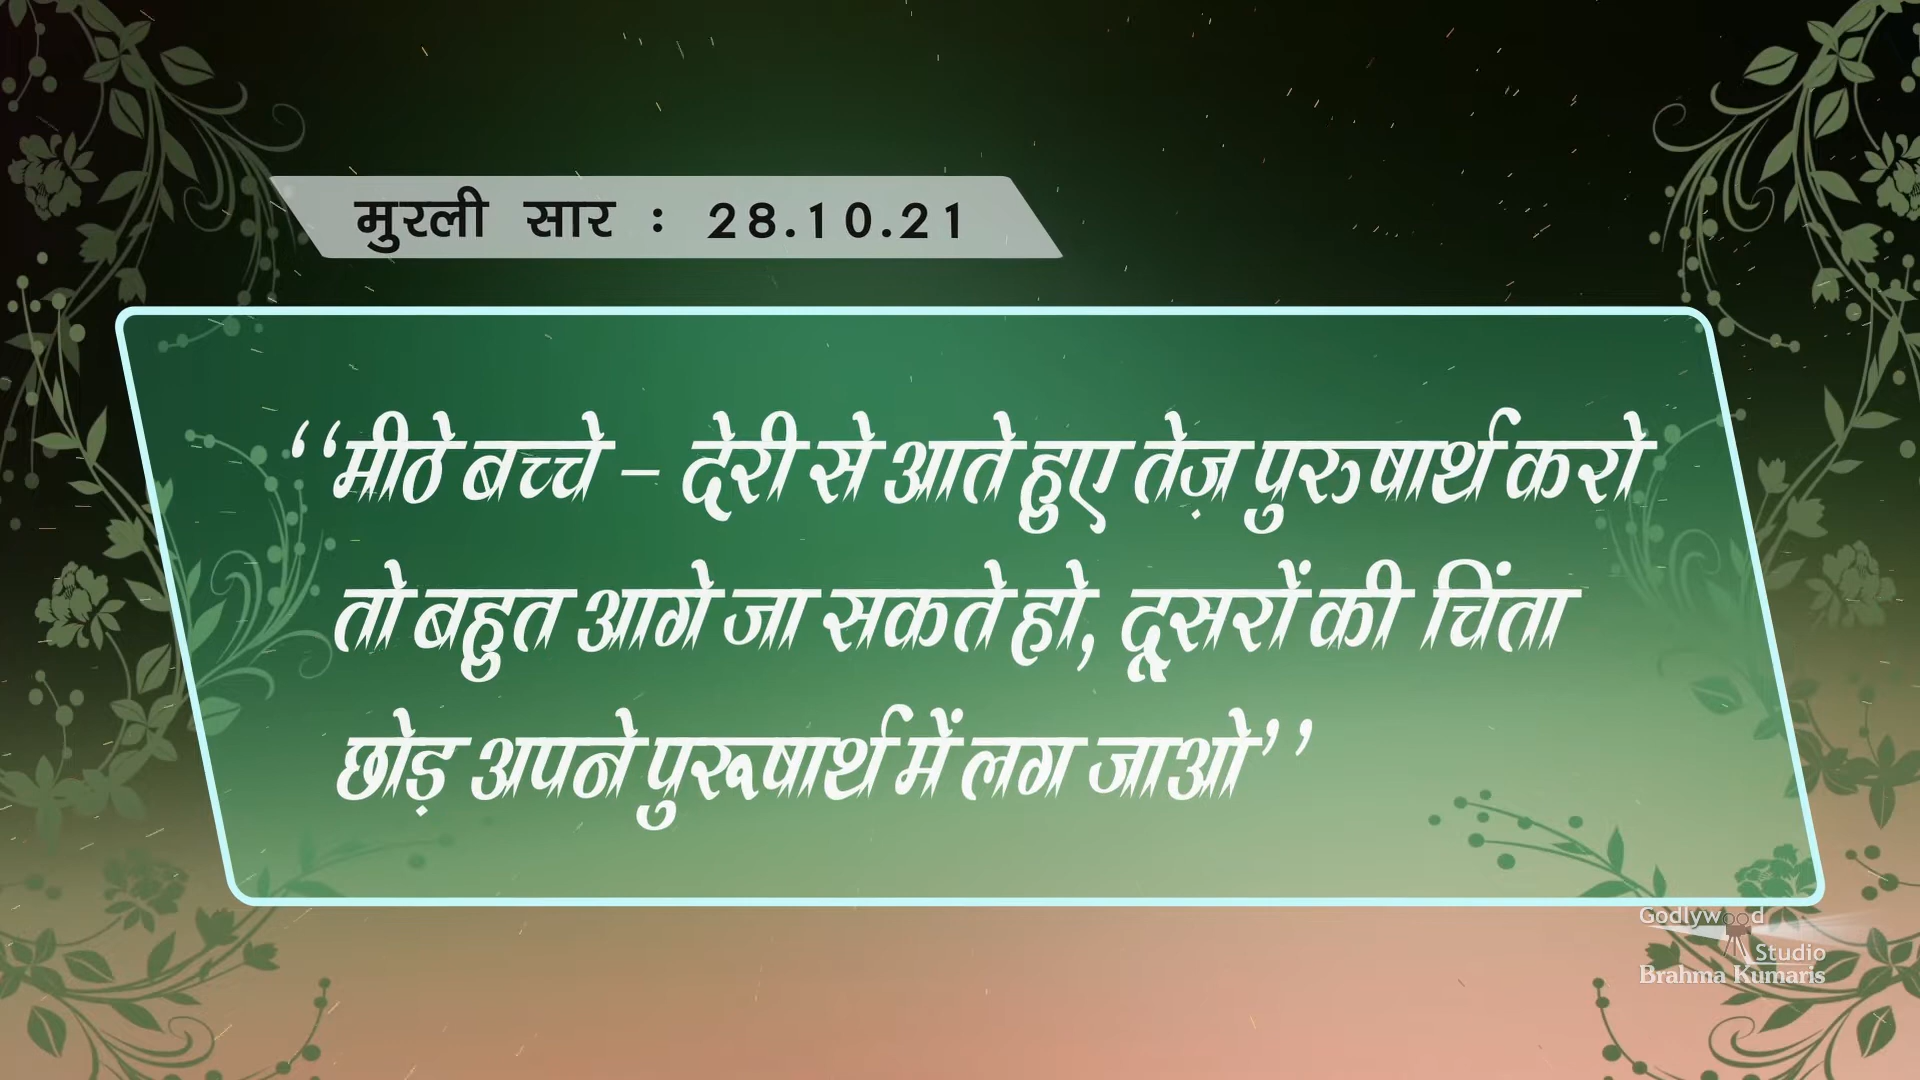 मुरली सार : 28.10.21
‘‘मीठे बच्चे – देरी से आते हुए तेज़ पुरुषार्थ करो
तो बहुत आगे जा सकते हो, दूसरों की चिंता
छोड़ अपने पुरूषार्थ में लग जाओ’’
Godlywood
Studio
Brahma Kumaris